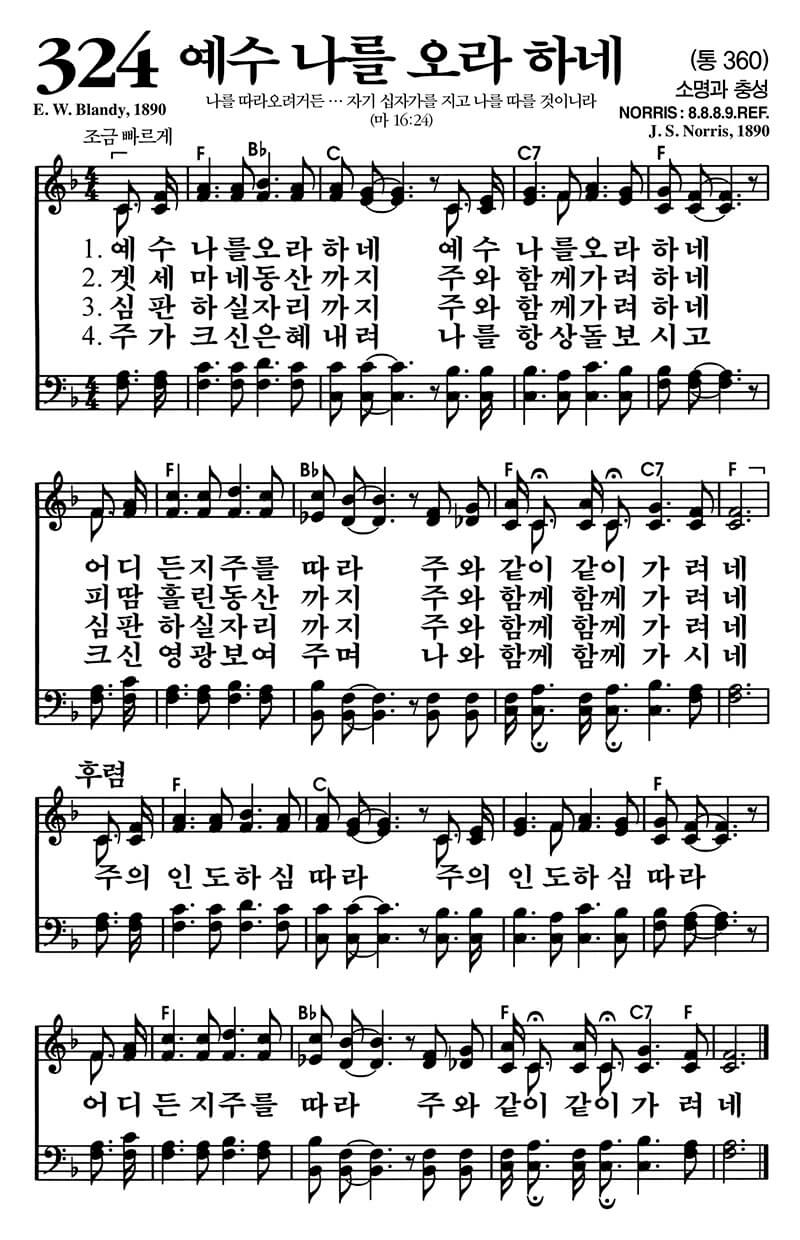 324 예수 나를 오라 하네
(통 360)
소명과 충성
E. W. Blandy, 1890
나를 따라오려거든 … 자기 십자가를 지고 나를 따를 것이니라
(마 16:24)
NORRIS : 8.8.8.9.REF.
J. S. Norris, 1890
조금 빠르게
F B♭ C C7 F
1. 예 수 나 를오라 하네 예 수 나 를오라 하네
2. 겟 세 마 네동산 까지 주와 함 께가려 하네
3. 심 판 하 실자리 까지 주와 함 께가려 하네
4. 주 가 크 신은혜 내려 나 를 항 상돌보 시고
F B♭ F C7 F
어디 든지주를 따라 주와 같이 같이 가 려 네
피땀 흘린동산 까지 주와 함께 함께 가 려 네
심판 하실자리 까지 주와 함께 함께 가 려 네
크신 영광보여 주며 나와 함께 함께 가 시 네
후렴
F C F
주의 인 도하 심 따라 주의 인 도하 심 따라
F B♭ F C7 F
어디 든 지주를 따라 주와 같이 같이 가 려네